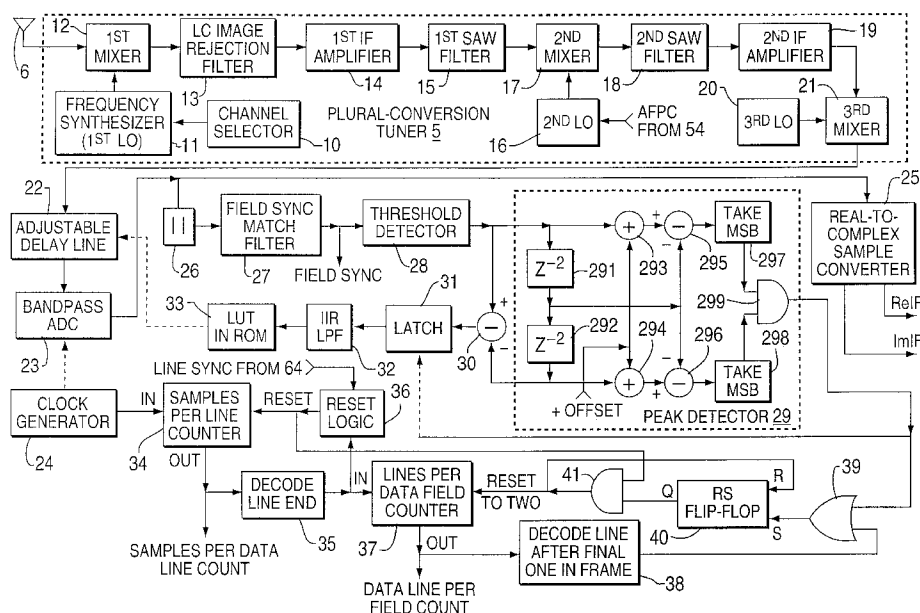 12
1ST MIXER
LC IMAGE
REJECTION
FILTER
13
1ST IF
AMPLIFIER
14
1ST SAW
FILTER
15
2ND
MIXER
17
2ND SAW
FILTER
18
2ND IF
AMPLIFIER
19
6
FREQUENCY
SYNTHESIZER
(1ST LO)
11
CHANNEL
SELECTOR
10
PLURAL-CONVERSION
TUNER 5
16
2ND LO
AFPC
FROM 54
20
3RD LO
21
3RD
MIXER
22
ADJUSTABLE
DELAY LINE
26
FIELD SYNC
MATCH
FILTER
27
FIELD SYNC
THRESHOLD
DETECTOR
28
Z-2
291
Z-2
292
+
293
+
−
−
295
TAKE
MSB
297
299
25
REAL-TO-
COMPLEX
SAMPLE
CONVERTER
ReIF
ImIF
BANDPASS
ADC
23
33
LUT
IN ROM
IIR
LPF
32
31
LATCH
+
−
−
30
294
+
+ OFFSET
−
+
−
296
298
TAKE
MSB
PEAK DETECTOR 29
LINE SYNC FROM 64
CLOCK
GENERATOR
24
IN
SAMPLES
PER LINE
COUNTER
34
OUT
RESET
RESET
LOGIC
36
DECODE
LINE END
35
SAMPLES PER DATA
LINE COUNT
IN
LINES PER
DATA FIELD
COUNTER
37
OUT
DATA LINE PER
FIELD COUNT
RESET
TO TWO
41
Q
R
RS
FLIP-FLOP
40
S
39
DECODE LINE
AFTER FINAL
ONE IN FRAME
38